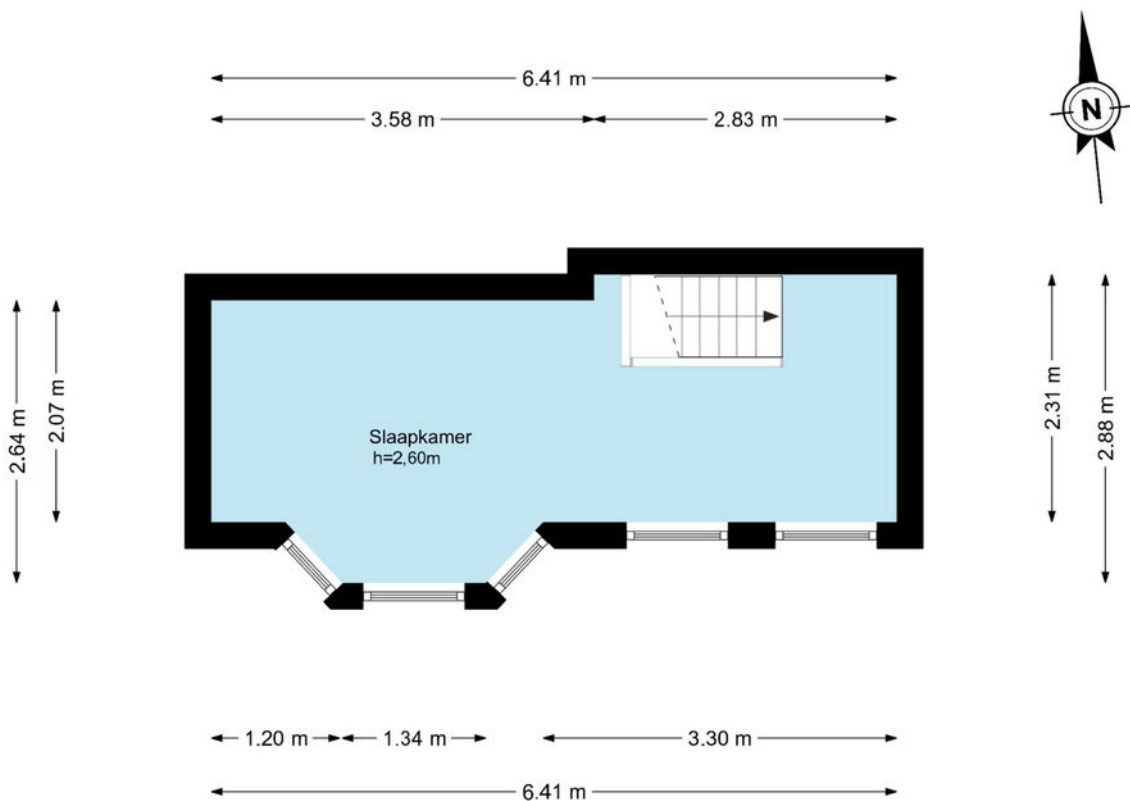 6.41 m
3.58 m
2.83 m
N
2.64 m
2.07 m
2.31 m
2.88 m
Slaapkamer
h=2,60m
1.20 m
1.34 m
3.30 m
6.41 m